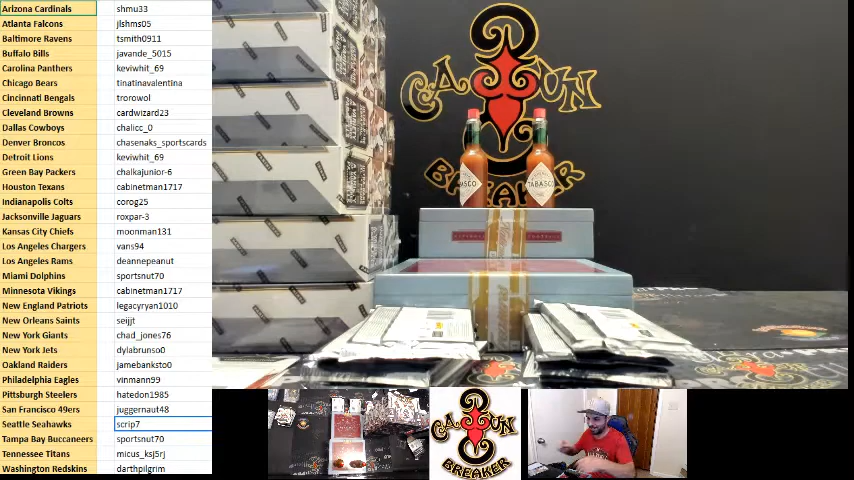 Arizona Cardinals shmu33
Atlanta Falcons jlshms05
Baltimore Ravens tsmith0911
Buffalo Bills javande_5015
Carolina Panthers keviwhit_69
Chicago Bears tinatinavalentina
Cincinnati Bengals trorowol
Cleveland Browns cardwizard23
Dallas Cowboys chalicc_0
Denver Broncos chasenaks_sportscards
Detroit Lions keviwhit_69
Green Bay Packers chalkajunior-6
Houston Texans cabinetman1717
Indianapolis Colts corog25
Jacksonville Jaguars roxpar-3
Kansas City Chiefs moonman131
Los Angeles Chargers vans94
Los Angeles Rams deannepeanut
Miami Dolphins sportsnut70
Minnesota Vikings cabinetman1717
New England Patriots legacyryan1010
New Orleans Saints seijjt
New York Giants chad_jones76
New York Jets dylabrunso0
Oakland Raiders jamebanksto0
Philadelphia Eagles vinmann99
Pittsburgh Steelers hatedon1985
San Francisco 49ers juggernaut48
Seattle Seahawks scrip7
Tampa Bay Buccaneers sportsnut70
Tennessee Titans micus_ksj5rj
Washington Redskins darthpilgrim
CAJUN
BREAKER
TABASCO
CAJUN
BREAKER